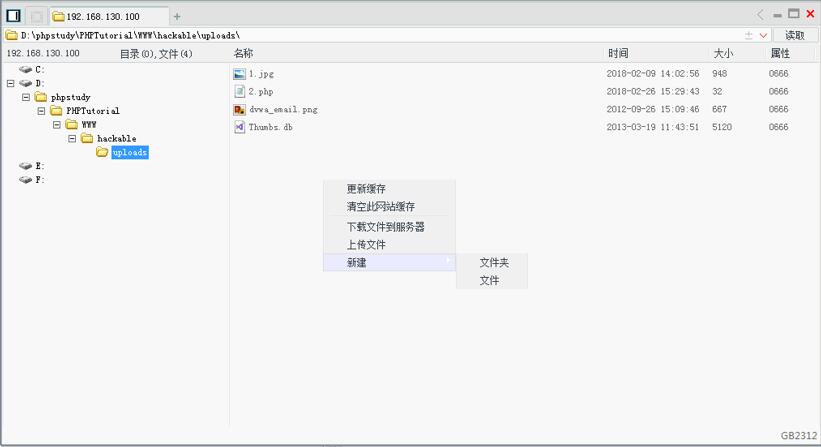 192.168.130.100
D:\phpstudy\PHPTutorial\WWW\hackable\uploads\ 读取
192.168.130.100 目录(0),文件(4) 名称 时间 大小 属性
C:
D:
phpstudy
PHPTutorial
WWW
hackable
uploads
E:
F:
1.jpg 2018-02-09 14:02:56 948 0666
2.php 2018-02-26 15:29:43 32 0666
dvwa_email.png 2012-09-26 15:09:46 667 0666
Thumbs.db 2013-03-19 11:43:51 5120 0666
更新缓存
清空此网站缓存
下载文件到服务器
上传文件
新建
文件夹
文件
GB2312